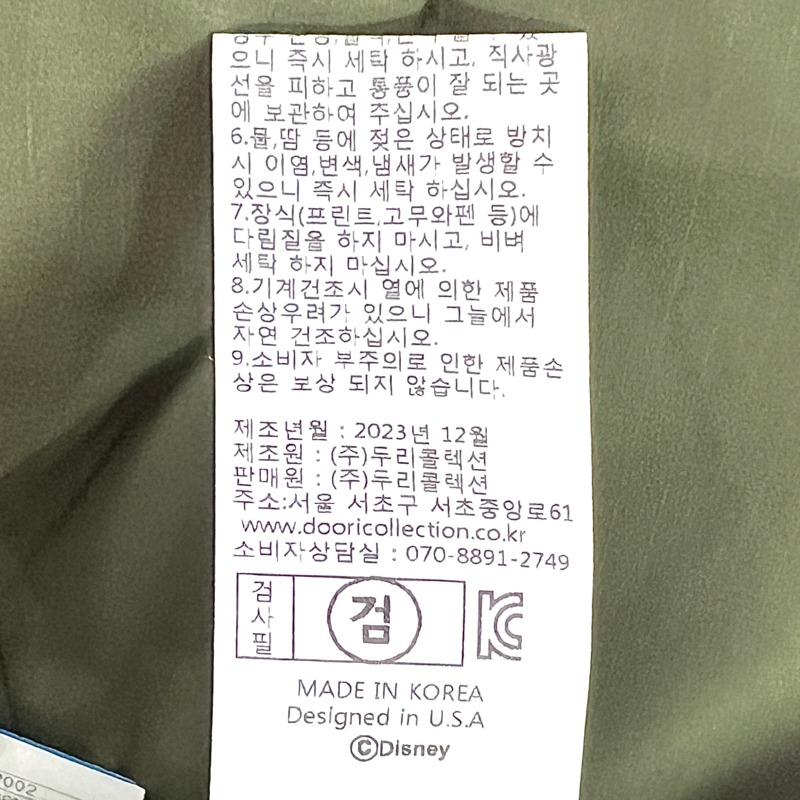 으니 즉시 세탁 하시고, 직사광
선을 피하고 통풍이 잘 되는 곳
에 보관하여 주십시오.
6.물,땀 등에 젖은 상태로 방치
시 이염,변색,냄새가 발생할 수
있으니 즉시 세탁 하십시오.
7.장식(프린트,고무와펜 등)에
다림질을 하지 마시고, 비벼
세탁 하지 마십시오.
8.기계건조시 열에 의한 제품
손상우려가 있으니 그늘에서
자연 건조하십시오.
9.소비자 부주의로 인한 제품손
상은 보상 되지 않습니다.
제조년월 : 2023년 12월
제조원 : (주)두리콜렉션
판매원 : (주)두리콜렉션
주소:서울 서초구 서초중앙로61
www.dooricollection.co.kr
소비자상담실 : 070-8891-2749
검사필
검
KC
MADE IN KOREA
Designed in U.S.A
©Disney
002